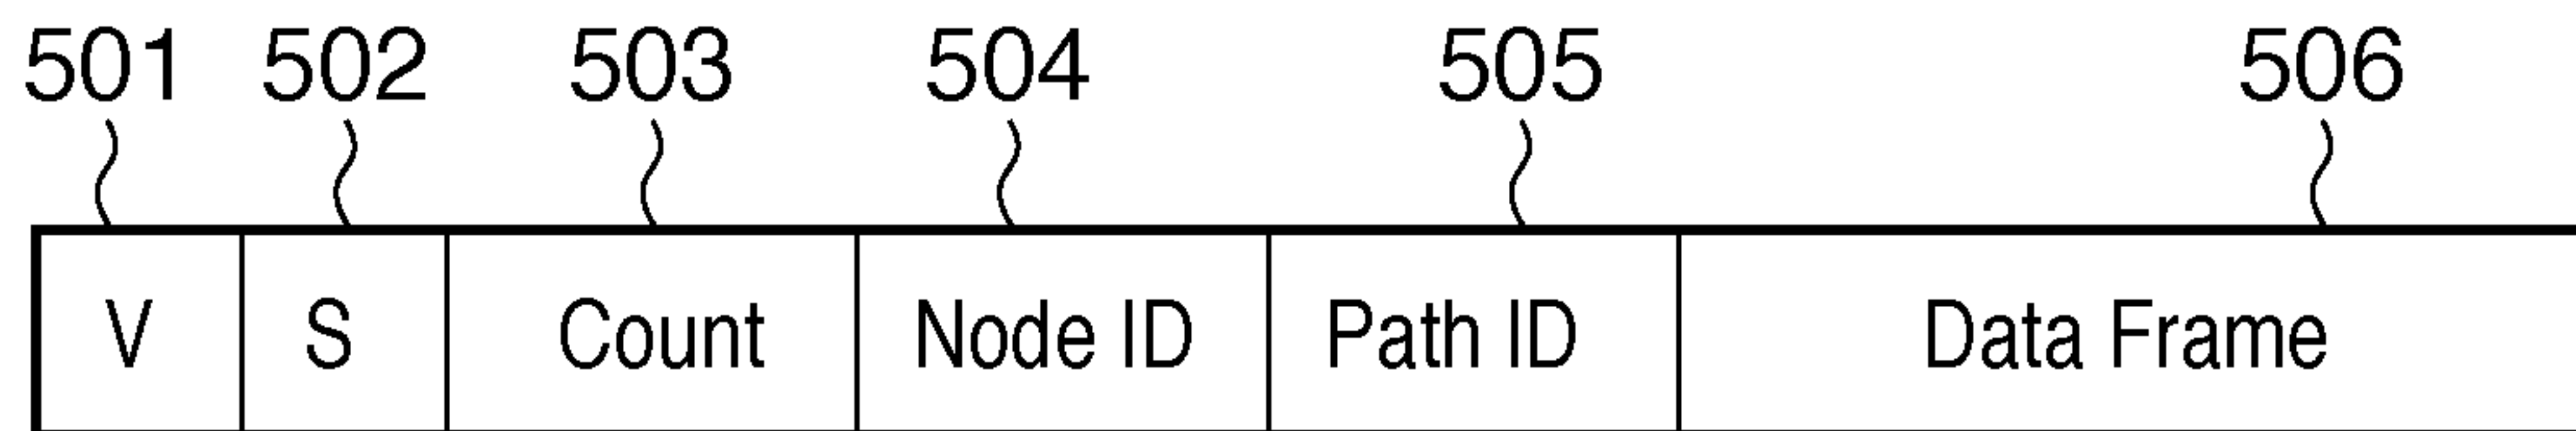 501 502 503 504 505 506
V S Count Node ID Path ID Data Frame